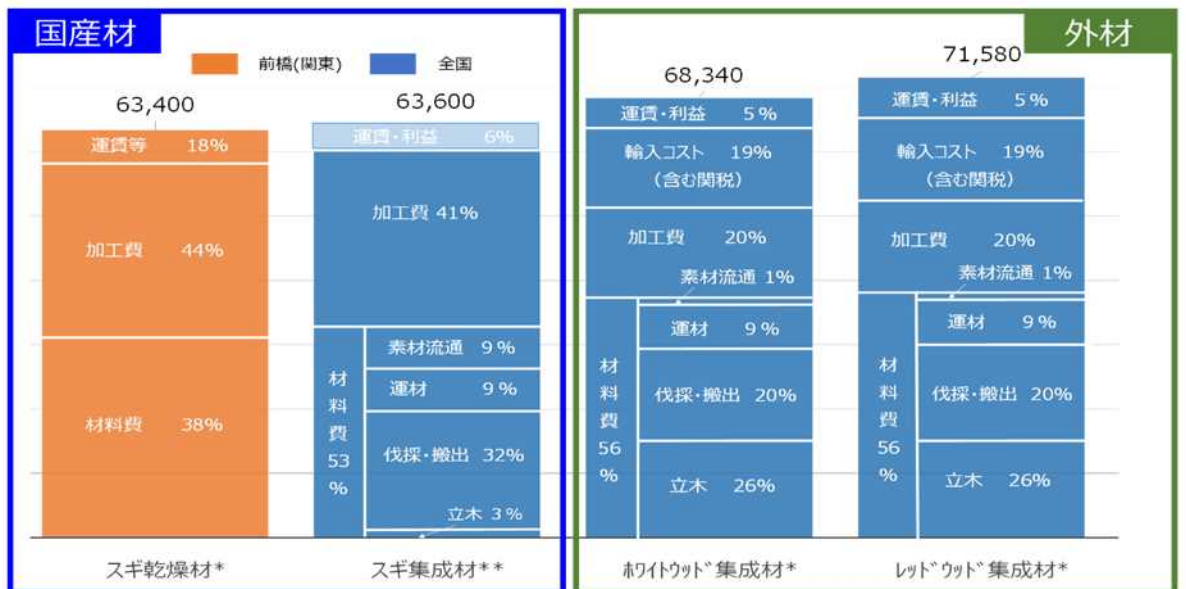 国産材
外材
前橋(関東)
全国
63,400
運賃等 18%
加工費 44%
材料費 38%
スギ乾燥材*
63,600
運賃・利益 6%
加工費 41%
材料費53%
素材流通 9%
運材 9%
伐採・搬出 32%
立木 3%
スギ集成材**
68,340
運賃・利益 5%
輸入コスト 19%
(含む関税)
加工費 20%
素材流通 1%
材料費56%
運材 9%
伐採・搬出 20%
立木 26%
ホワイトウッド集成材*
71,580
運賃・利益 5%
輸入コスト 19%
(含む関税)
加工費 20%
素材流通 1%
材料費56%
運材 9%
伐採・搬出 20%
立木 26%
レッドウッド集成材*